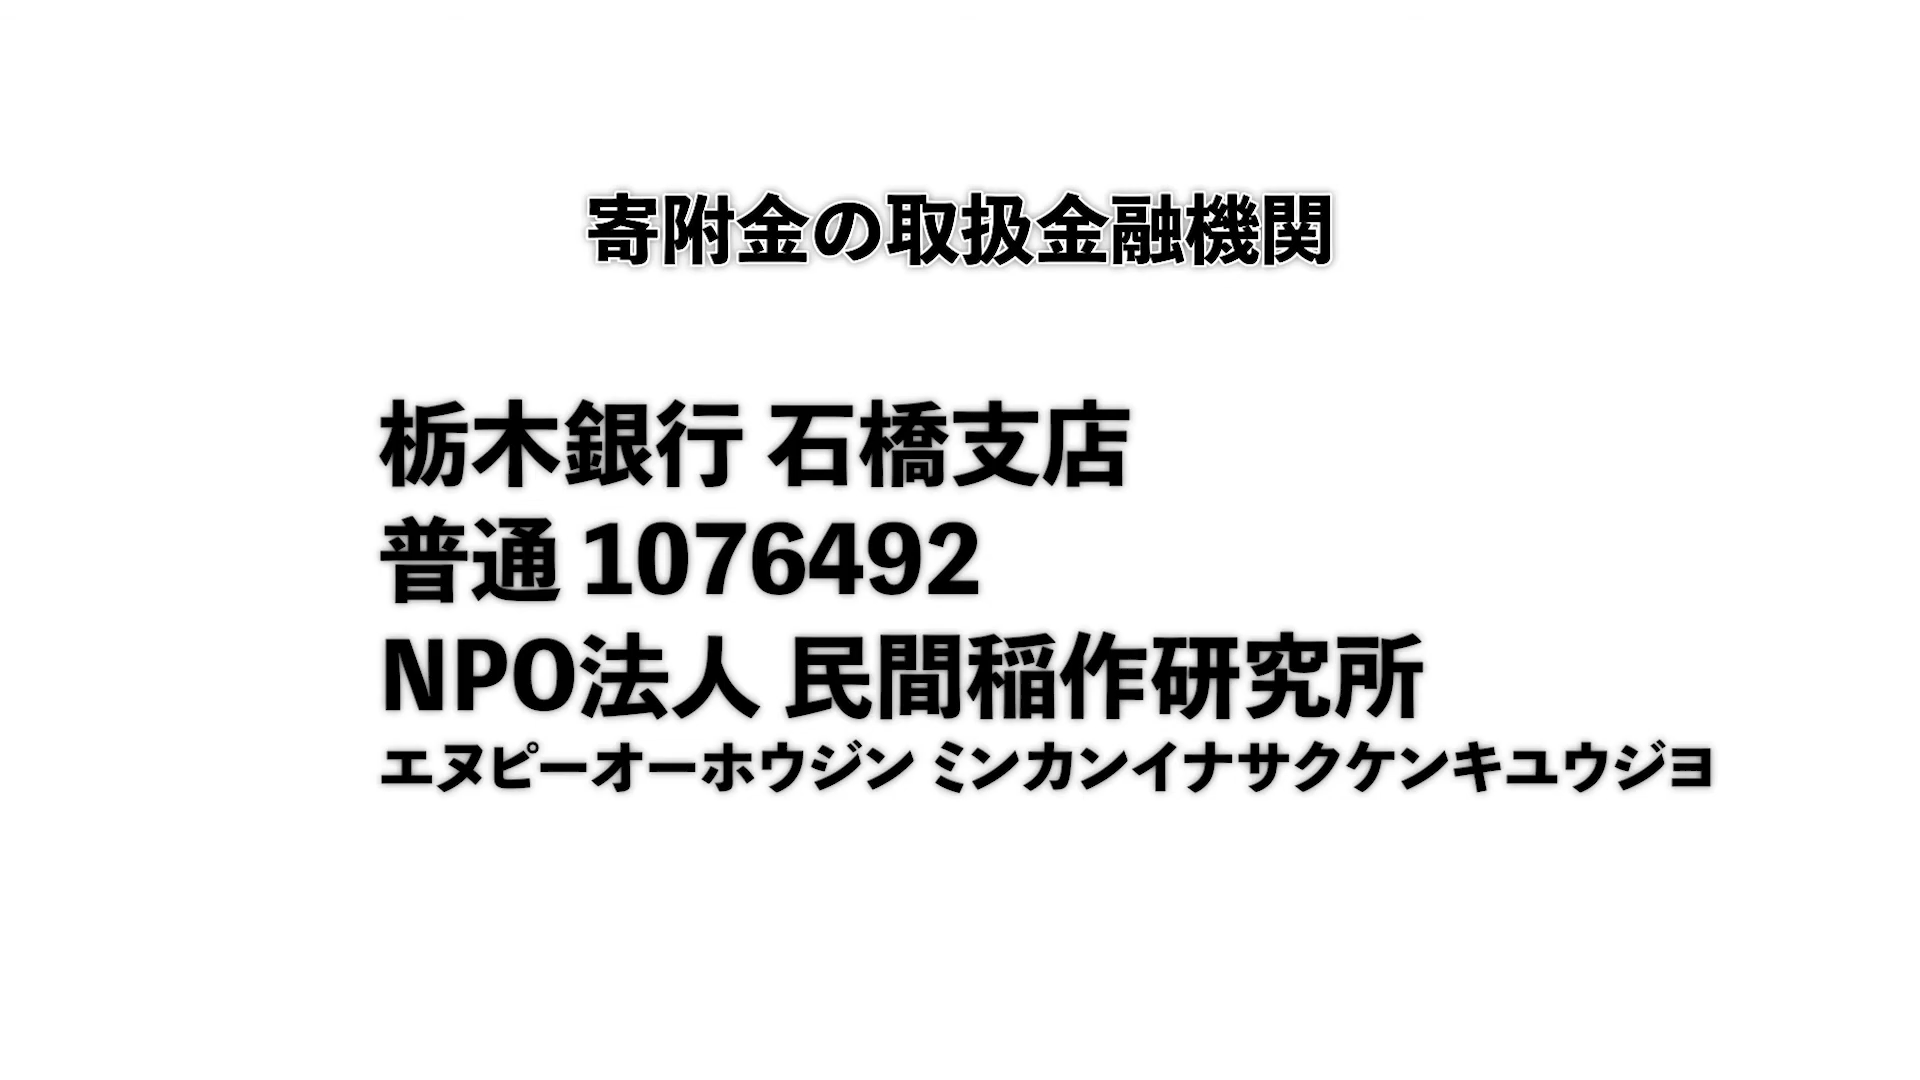 寄附金の取扱金融機関
栃木銀行 石橋支店
普通 1076492
NPO法人 民間稲作研究所
エヌピーオーホウジン ミンカンイナサクケンキユウジヨ